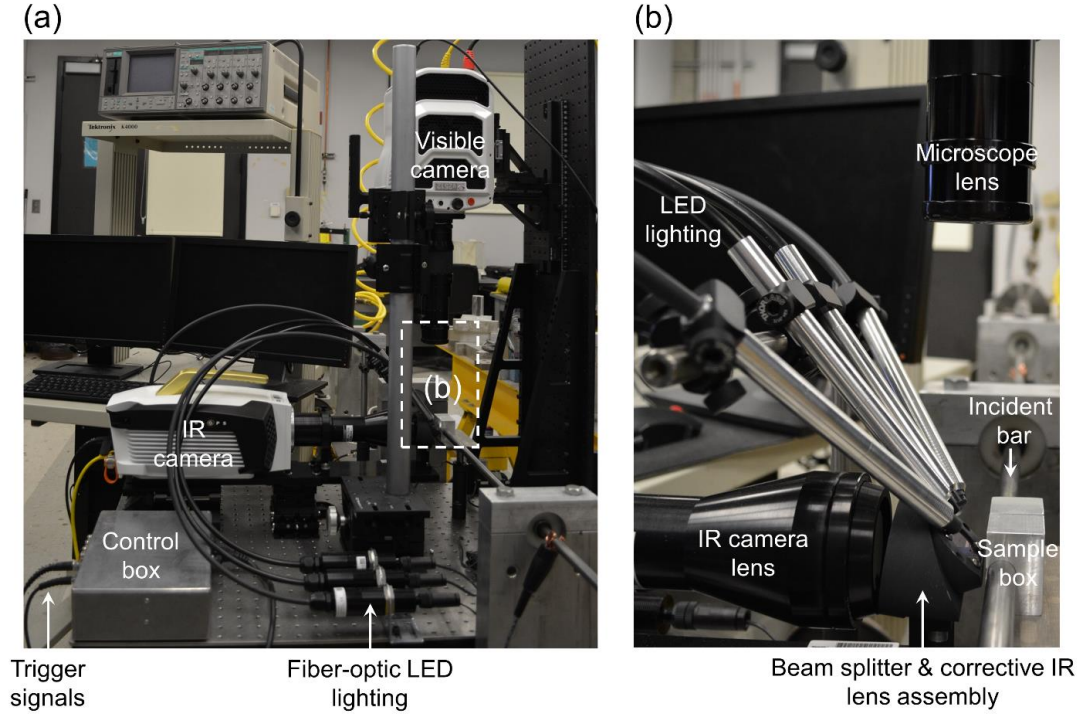 (a)
(b)
Tektronix
Visible
camera
(b)
IR
camera
Control
box
Trigger
signals
Fiber-optic LED
lighting
Microscope
lens
LED
lighting
Incident
bar
IR camera
lens
Sample
box
Beam splitter & corrective IR
lens assembly